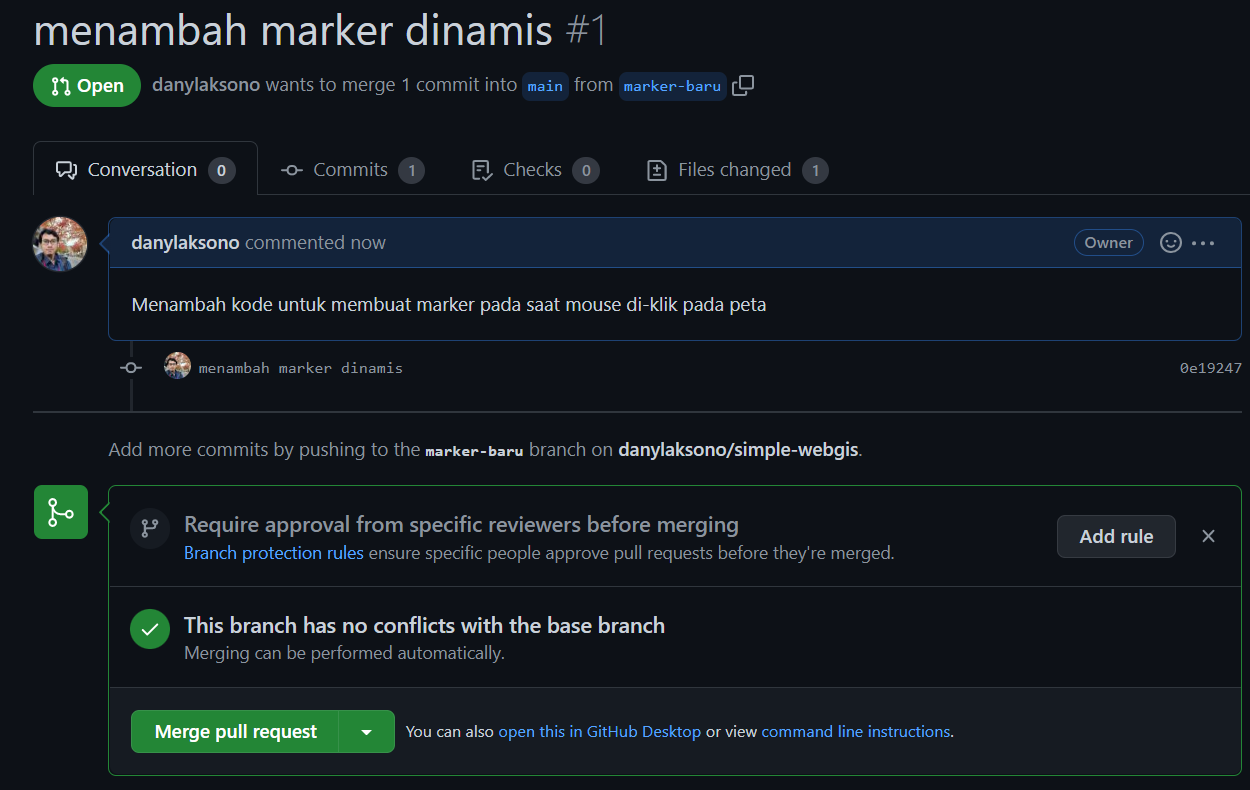 menambah marker dinamis #1
Open danylaksono wants to merge 1 commit into main from marker-baru
Conversation 0 Commits 1 Checks 0 Files changed 1
danylaksono commented now Owner
Menambah kode untuk membuat marker pada saat mouse di-klik pada peta
menambah marker dinamis 0e19247
Add more commits by pushing to the marker-baru branch on danylaksono/simple-webgis.
Require approval from specific reviewers before merging
Branch protection rules ensure specific people approve pull requests before they're merged.
Add rule
This branch has no conflicts with the base branch
Merging can be performed automatically.
Merge pull request You can also open this in GitHub Desktop or view command line instructions.